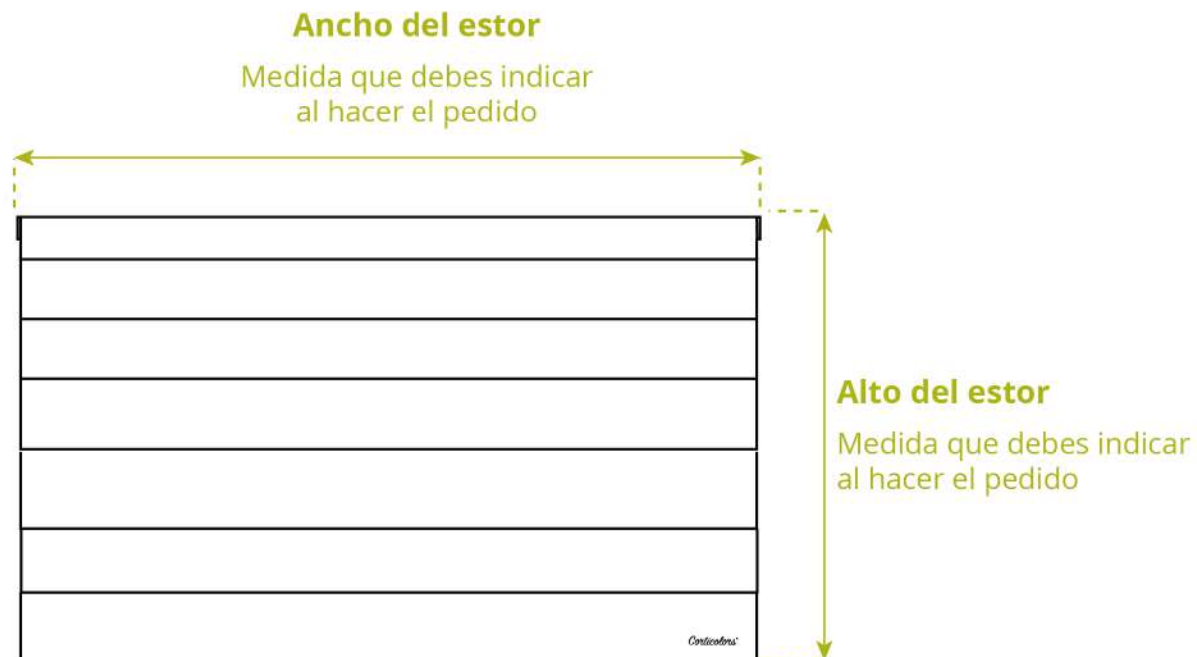 Ancho del estor
Medida que debes indicar
al hacer el pedido
Alto del estor
Medida que debes indicar
al hacer el pedido
Corticolors